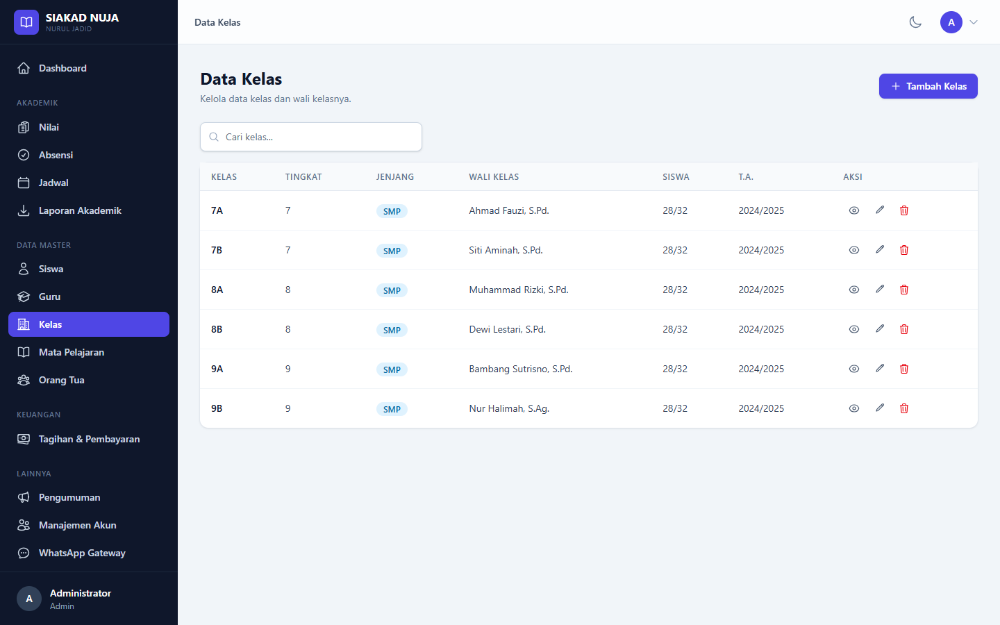 SIAKAD NUJA
NURUL JADID
Dashboard
AKADEMIK
Nilai
Absensi
Jadwal
Laporan Akademik
DATA MASTER
Siswa
Guru
Kelas
Mata Pelajaran
Orang Tua
KEUANGAN
Tagihan & Pembayaran
LAINNYA
Pengumuman
Manajemen Akun
WhatsApp Gateway
A
Administrator
Admin
Data Kelas
A
Data Kelas
Kelola data kelas dan wali kelasnya.
Tambah Kelas
Cari kelas...
KELAS TINGKAT JENJANG WALI KELAS SISWA T.A. AKSI
7A 7 SMP Ahmad Fauzi, S.Pd. 28/32 2024/2025
7B 7 SMP Siti Aminah, S.Pd. 28/32 2024/2025
8A 8 SMP Muhammad Rizki, S.Pd. 28/32 2024/2025
8B 8 SMP Dewi Lestari, S.Pd. 28/32 2024/2025
9A 9 SMP Bambang Sutrisno, S.Pd. 28/32 2024/2025
9B 9 SMP Nur Halimah, S.Ag. 28/32 2024/2025